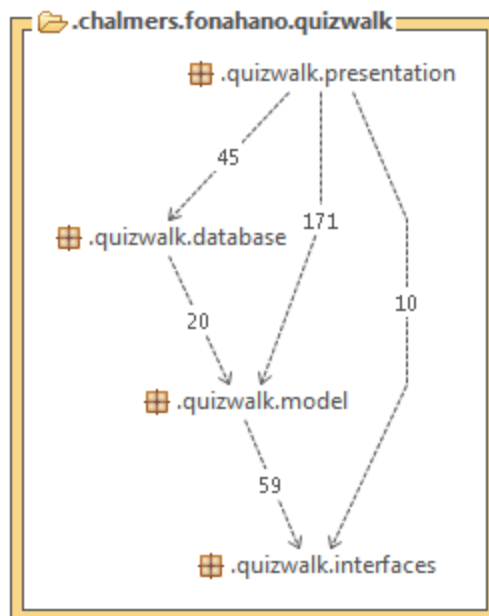 .chalmers.fonahano.quizwalk
.quizwalk.presentation
45
.quizwalk.database
171
20
10
.quizwalk.model
59
.quizwalk.interfaces